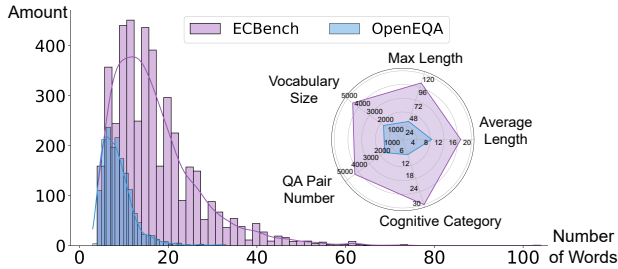 Amount
ECBench
OpenEQA
400
300
200
100
0
0
20
40
60
80
100
Number
of Words
Max Length
120
96
72
48
24
Vocabulary
Size
5000
4000
3000
2000
1000
Average
Length
4
8
12
16
20
QA Pair
Number
1000
2000
3000
4000
5000
Cognitive Category
6
12
18
24
30